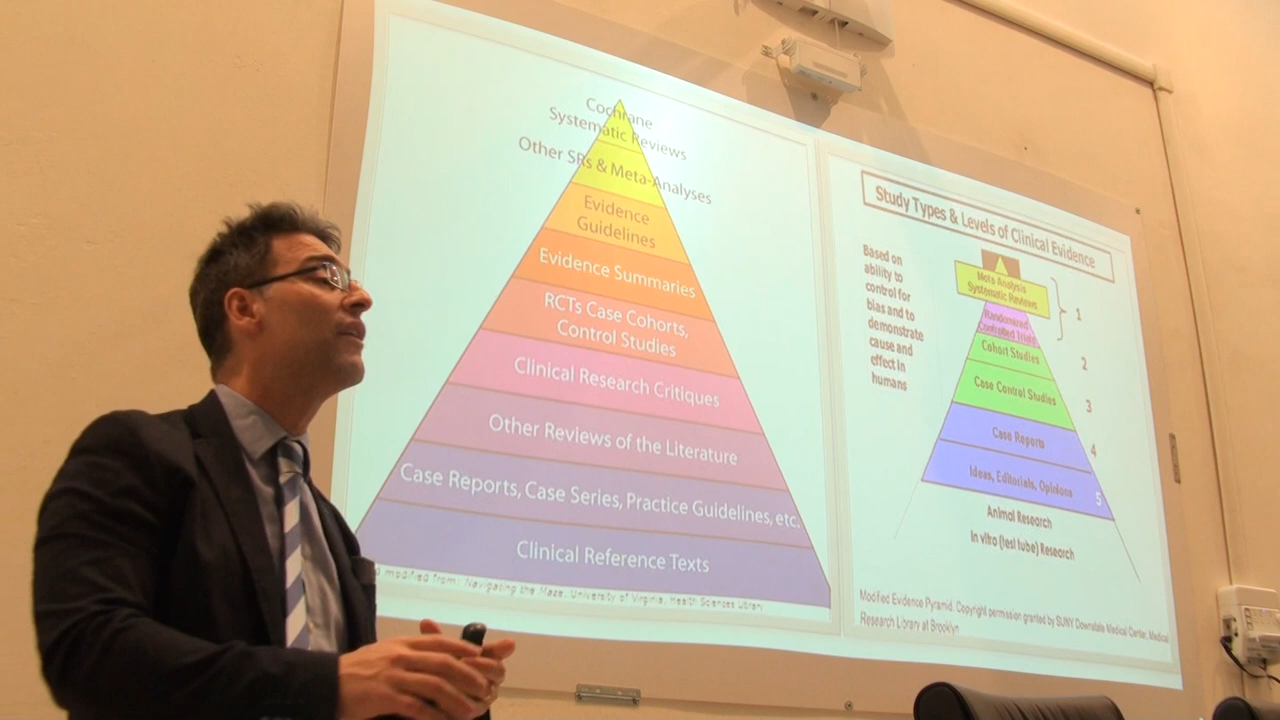 Cochrane
Systematic Reviews
Other SRs & Meta-Analyses
Evidence
Guidelines
Evidence Summaries
RCTs Case Cohorts,
Control Studies
Clinical Research Critiques
Other Reviews of the Literature
Case Reports, Case Series, Practice Guidelines, etc.
Clinical Reference Texts
modified from: Navigating the Maze, University of Virginia, Health Sciences Library
Study Types & Levels of Clinical Evidence
Based on
ability to
control for
bias and to
demonstrate
cause and
effect in
humans
Meta Analysis
Systematic Reviews
1
Randomized
Controlled Trials
Cohort Studies
2
Case Control Studies
3
Case Reports
4
Ideas, Editorials, Opinions
5
Animal Research
In vitro (test tube) Research
Modified Evidence Pyramid. Copyright permission granted by SUNY Downstate Medical Center, Medical
Research Library at Brooklyn